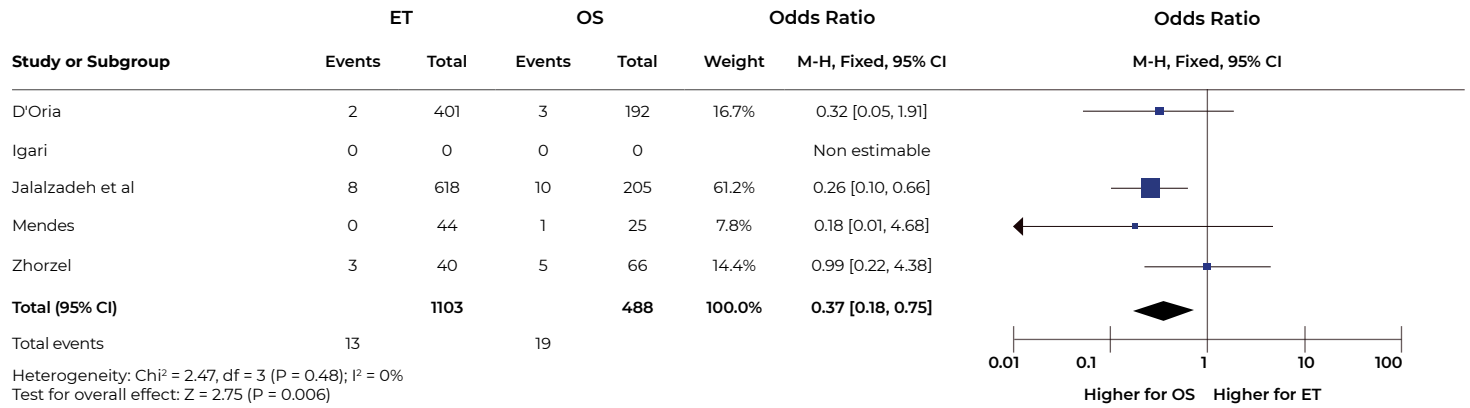 ET OS Odds Ratio Odds Ratio
Study or Subgroup Events Total Events Total Weight M-H, Fixed, 95% CI M-H, Fixed, 95% CI
D'Oria 2 401 3 192 16.7% 0.32 [0.05, 1.91]
Igari 0 0 0 0 Non estimable
Jalalzadeh et al 8 618 10 205 61.2% 0.26 [0.10, 0.66]
Mendes 0 44 1 25 7.8% 0.18 [0.01, 4.68]
Zhorzel 3 40 5 66 14.4% 0.99 [0.22, 4.38]
Total (95% CI) 1103 488 100.0% 0.37 [0.18, 0.75]
Total events 13 19
0.01 0.1 1 10 100
Heterogeneity: Chi² = 2.47, df = 3 (P = 0.48); I² = 0%
Test for overall effect: Z = 2.75 (P = 0.006) Higher for OS Higher for ET